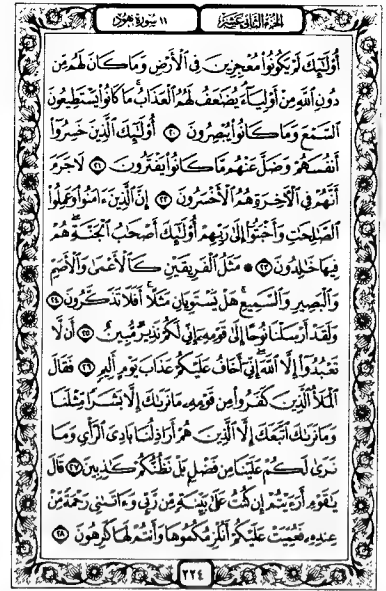 الجزء الثاني عشر
١١ سورة هود
أُوْلَٰٓئِكَ لَمْ يَكُونُوا۟ مُعْجِزِينَ فِى ٱلْأَرْضِ وَمَا كَانَ لَهُم مِّن
دُونِ ٱللَّهِ مِنْ أَوْلِيَآءَ يُضَٰعَفُ لَهُمُ ٱلْعَذَابُ مَا كَانُوا۟ يَسْتَطِيعُونَ
ٱلسَّمْعَ وَمَا كَانُوا۟ يُبْصِرُونَ ٢٠ أُوْلَٰٓئِكَ ٱلَّذِينَ خَسِرُوٓا۟
أَنفُسَهُمْ وَضَلَّ عَنْهُم مَّا كَانُوا۟ يَفْتَرُونَ ٢١ لَا جَرَمَ
أَنَّهُمْ فِى ٱلْأَخِرَةِ هُمُ ٱلْأَخْسَرُونَ ٢٢ إِنَّ ٱلَّذِينَ ءَامَنُوا۟ وَعَمِلُوا۟
ٱلصَّٰلِحَٰتِ وَأَخْبَتُوٓا۟ إِلَىٰ رَبِّهِمْ أُوْلَٰٓئِكَ أَصْحَٰبُ ٱلْجَنَّةِ هُمْ
فِيهَا خَٰلِدُونَ ٢٣ ۞ مَثَلُ ٱلْفَرِيقَيْنِ كَٱلْأَعْمَىٰ وَٱلْأَصَمِّ
وَٱلْبَصِيرِ وَٱلسَّمِيعِ هَلْ يَسْتَوِيَانِ مَثَلًا أَفَلَا تَذَكَّرُونَ ٢٤
وَلَقَدْ أَرْسَلْنَا نُوحًا إِلَىٰ قَوْمِهِۦٓ إِنِّى لَكُمْ نَذِيرٌ مُّبِينٌ ٢٥ أَن لَّا
تَعْبُدُوٓا۟ إِلَّا ٱللَّهَ إِنِّىٓ أَخَافُ عَلَيْكُمْ عَذَابَ يَوْمٍ أَلِيمٍ ٢٦ فَقَالَ
ٱلْمَلَأُ ٱلَّذِينَ كَفَرُوا۟ مِن قَوْمِهِۦ مَا نَرَىٰكَ إِلَّا بَشَرًا مِّثْلَنَا
وَمَا نَرَىٰكَ ٱتَّبَعَكَ إِلَّا ٱلَّذِينَ هُمْ أَرَاذِلُنَا بَادِىَ ٱلرَّأْىِ وَمَا
نَرَىٰ لَكُمْ عَلَيْنَا مِن فَضْلٍۭ بَلْ نَظُنُّكُمْ كَٰذِبِينَ ٢٧ قَالَ
يَٰقَوْمِ أَرَءَيْتُمْ إِن كُنتُ عَلَىٰ بَيِّنَةٍ مِّن رَّبِّى وَءَاتَىٰنِى رَحْمَةً مِّنْ
عِندِهِۦ فَعُمِّيَتْ عَلَيْكُمْ أَنُلْزِمُكُمُوهَا وَأَنتُمْ لَهَا كَٰرِهُونَ ٢٨
٢٢٤